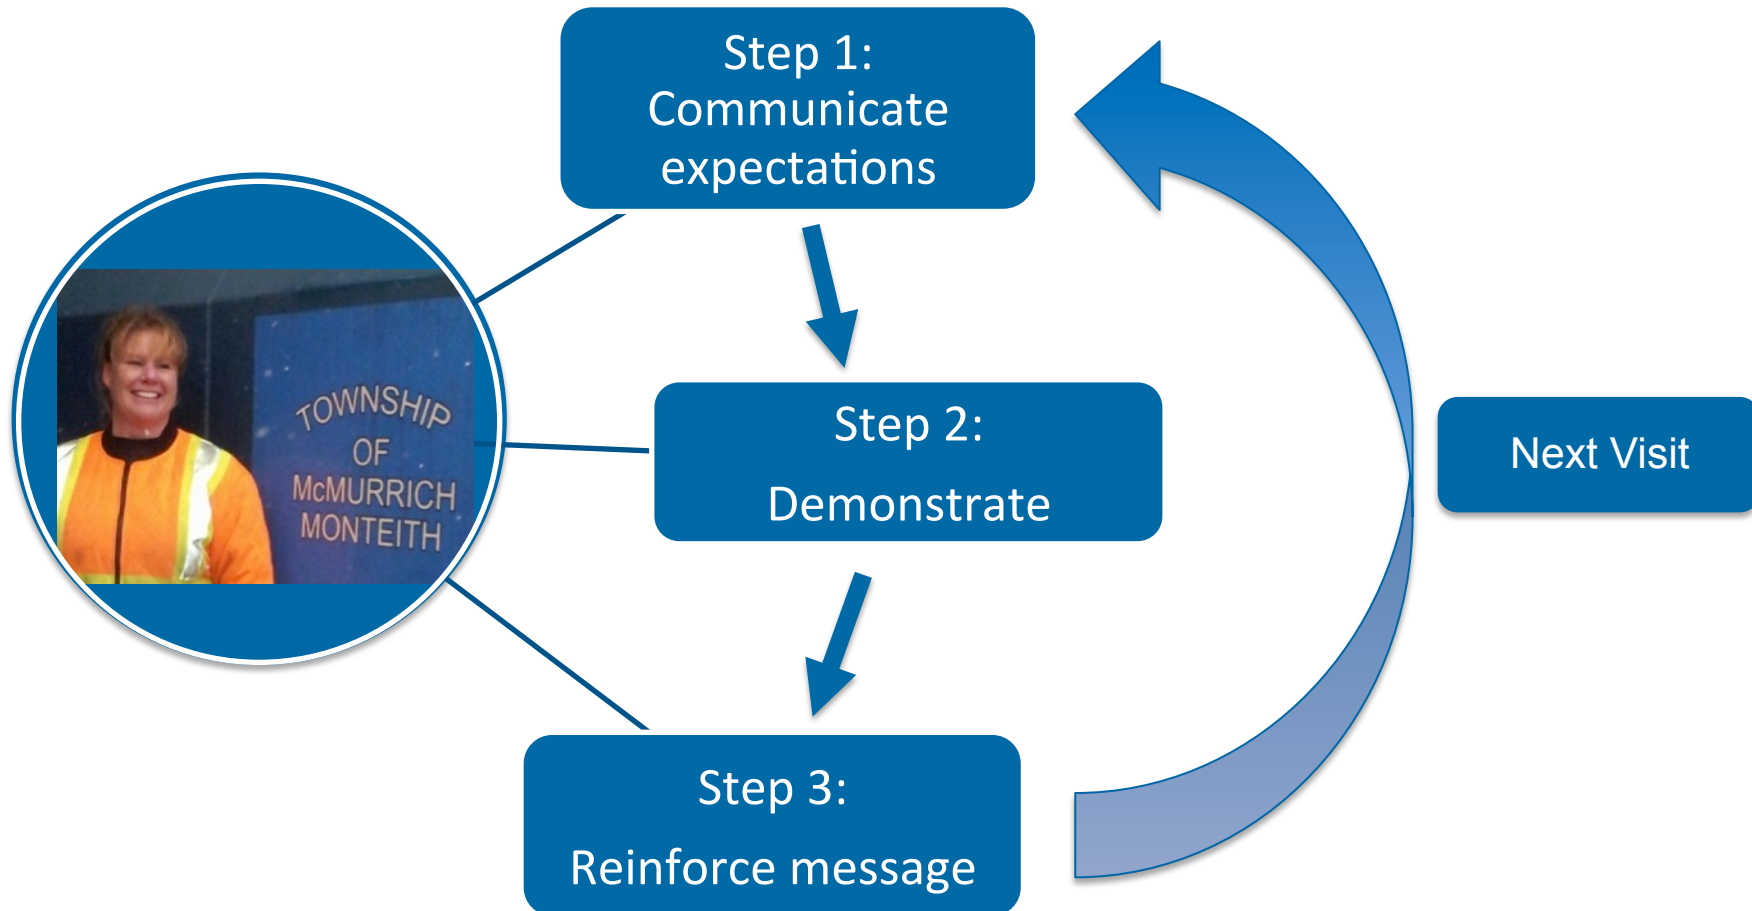 Step 1:
Communicate
expectations
TOWNSHIP
OF
McMURRICH
MONTEITH
Step 2:
Demonstrate
Next Visit
Step 3:
Reinforce message